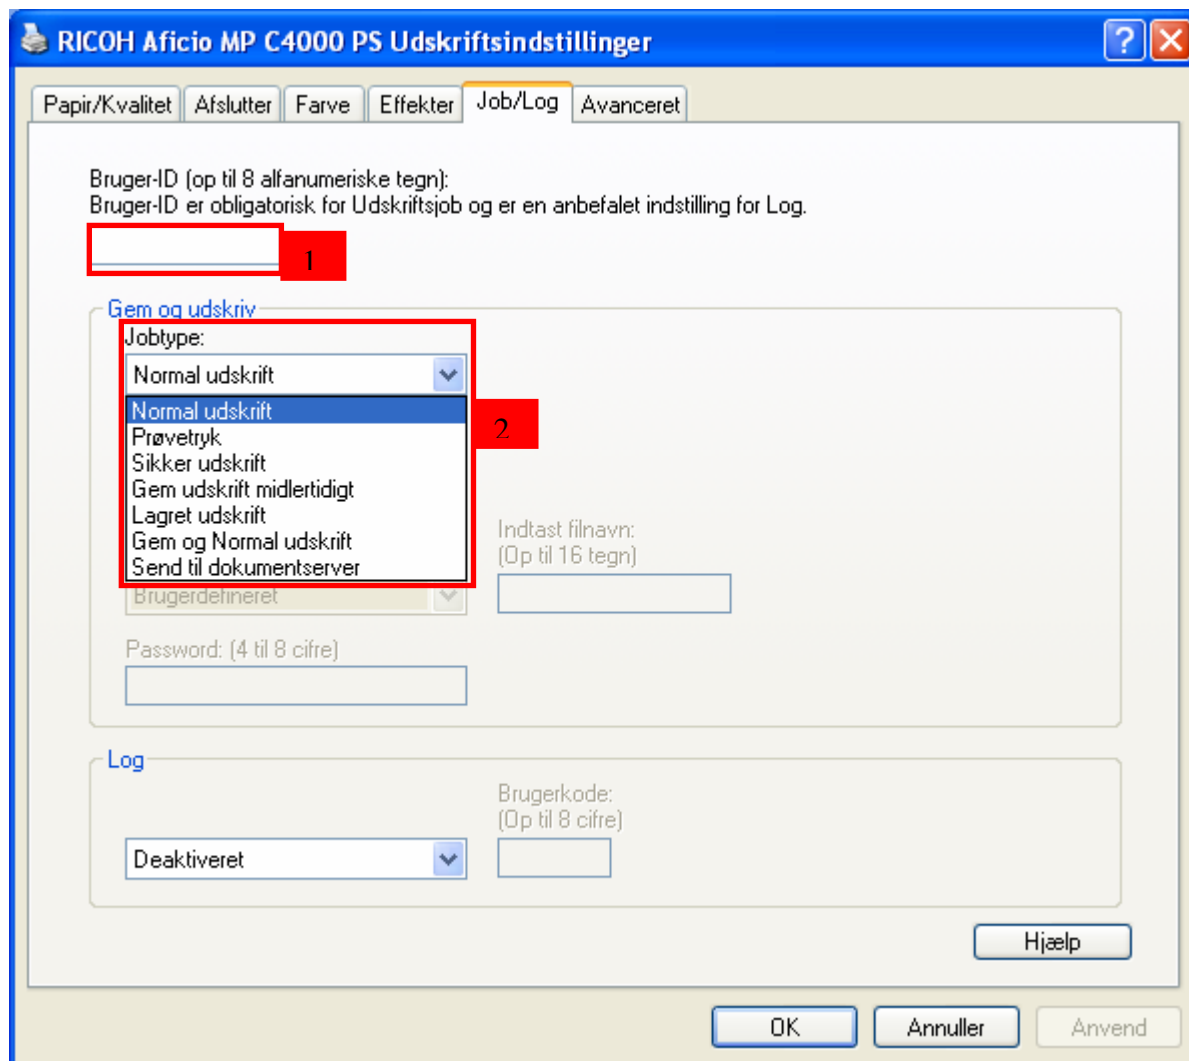 RICOH Aficio MP C4000 PS Udskriftsindstillinger
Papir/Kvalitet Afslutter Farve Effekter Job/Log Avanceret
Bruger-ID (op til 8 alfanumeriske tegn):
Bruger-ID er obligatorisk for Udskriftsjob og er en anbefalet indstilling for Log.
1
Gem og udskriv
Jobtype:
Normal udskrift
Normal udskrift
2
Prøvetryk
Sikker udskrift
Gem udskrift midlertidigt
Lagret udskrift
Gem og Normal udskrift
Send til dokumentserver
Indtast filnavn:
(Op til 16 tegn)
Brugerdefineret
Password: (4 til 8 cifre)
Log
Brugerkode:
(Op til 8 cifre)
Deaktiveret
Hjælp
OK Annuller Anvend